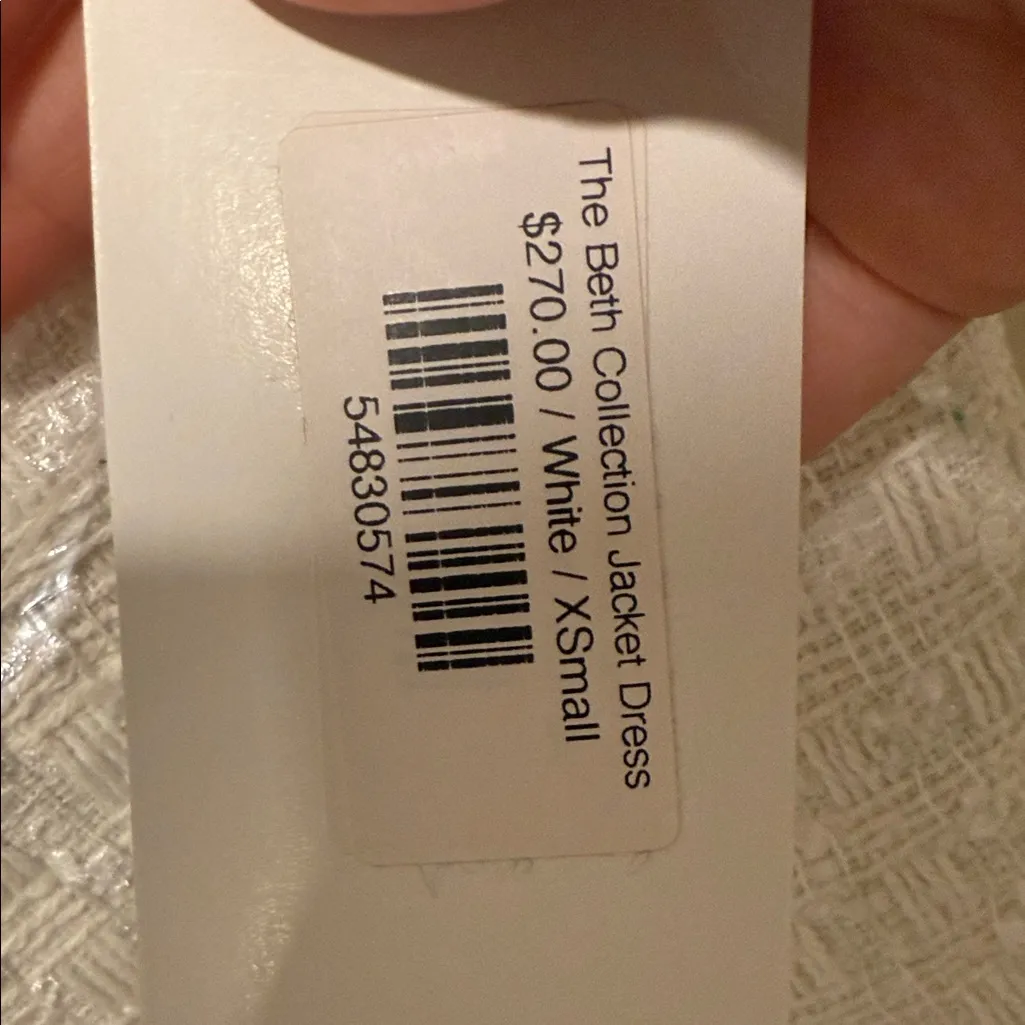 The Beth Collection Jacket Dress
$270.00 / White / XSmall
54830574